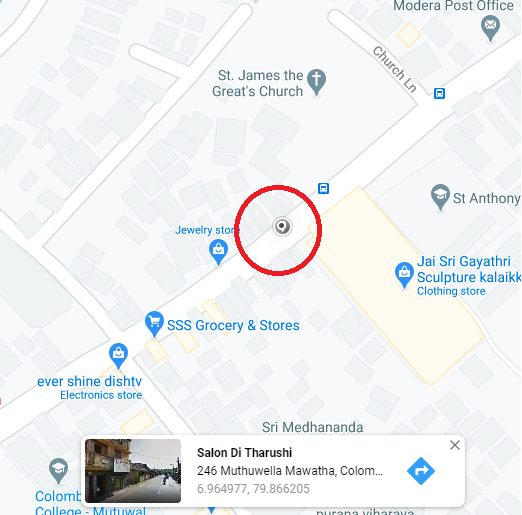 Modera Post Office
Church Ln
St. James the
Great's Church
St Anthony
Jewelry store
Jai Sri Gayathri
Sculpture kalaikk
Clothing store
SSS Grocery & Stores
ever shine dishtv
Electronics store
Sri Medhananda
Salon Di Tharushi
246 Muthuwella Mawatha, Colom...
6.964977, 79.866205
Colomb
College - Mutuwal
purana viharaya